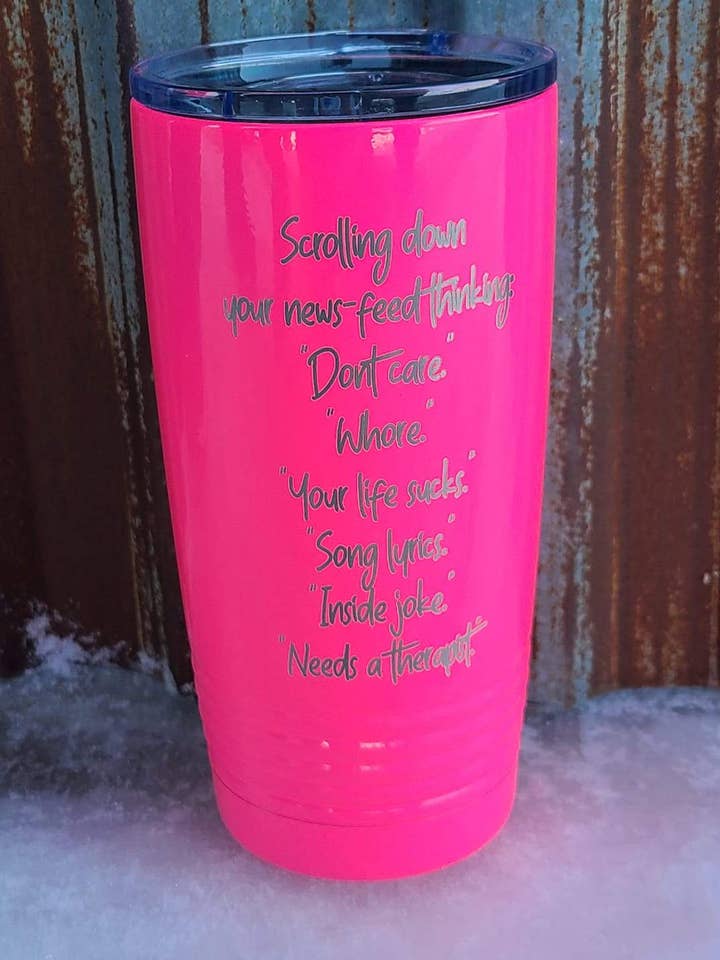 Scrolling down
your news-feed thinking:
"Dont care."
"Whore."
"Your life sucks."
"Song lyrics."
"Inside joke."
"Needs a therapist."